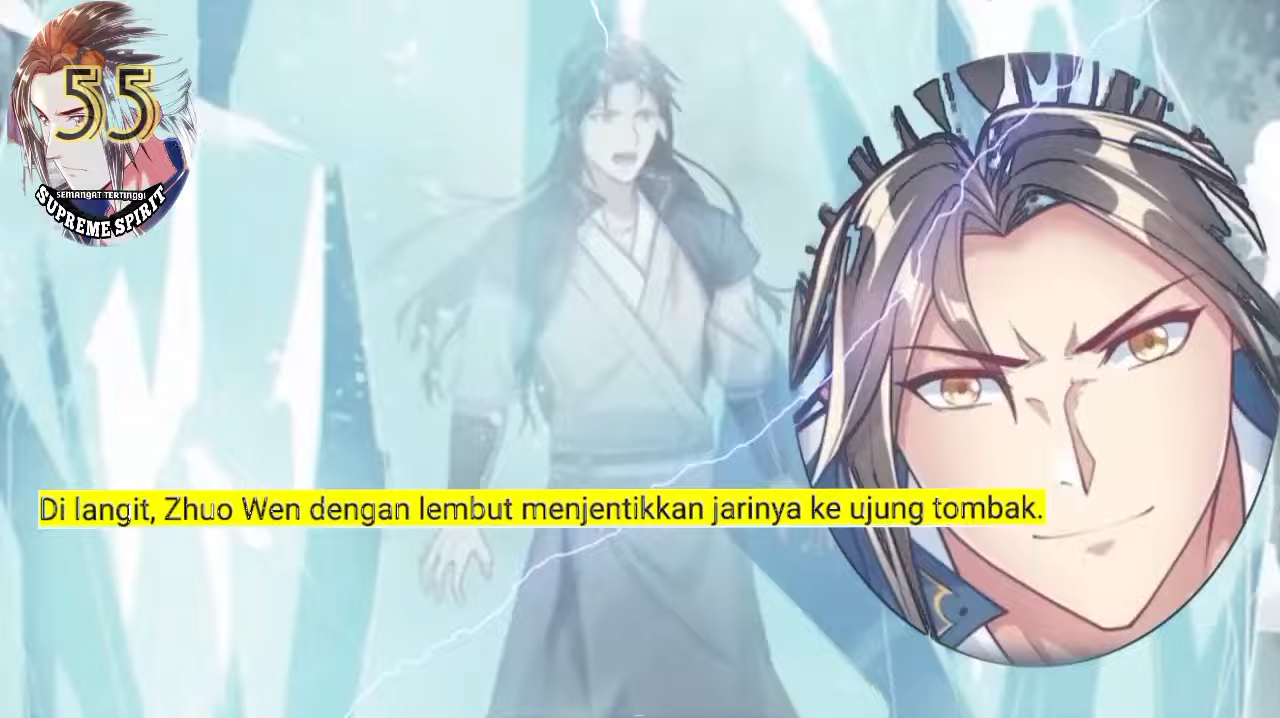 55
SEMANGAT TERTINGGI
SUPREME SPIRIT
Di langit, Zhuo Wen dengan lembut menjentikkan jarinya ke ujung tombak.